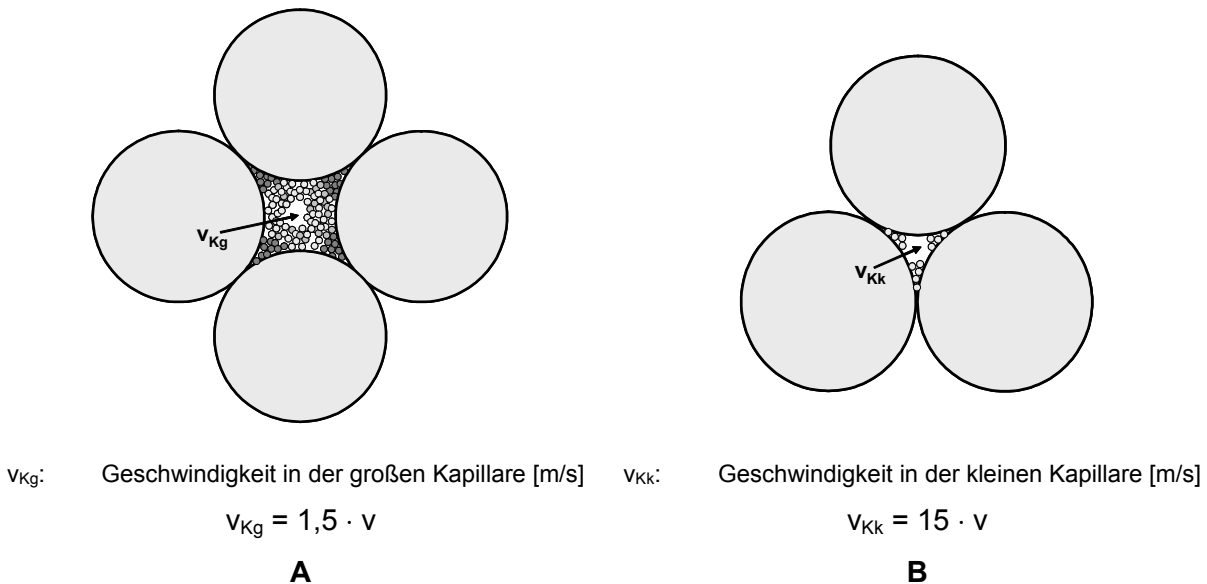 v_Kg
v_Kk
v_Kg: Geschwindigkeit in der großen Kapillare [m/s]
v_Kk: Geschwindigkeit in der kleinen Kapillare [m/s]
v_Kg = 1,5 · v
v_Kk = 15 · v
A
B